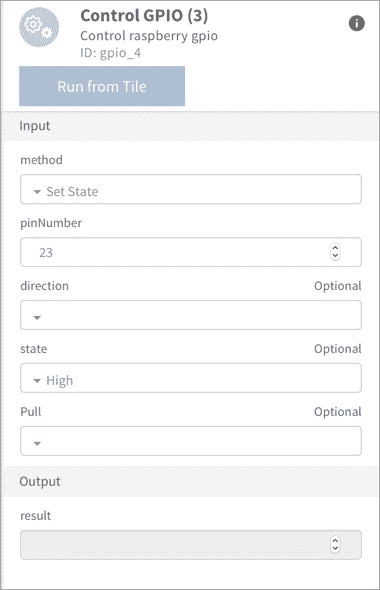 Control GPIO (3)
Control raspberry gpio
ID: gpio_4
Run from Tile
Input
method
Set State
pinNumber
23
direction Optional
state Optional
High
Pull Optional
Output
result